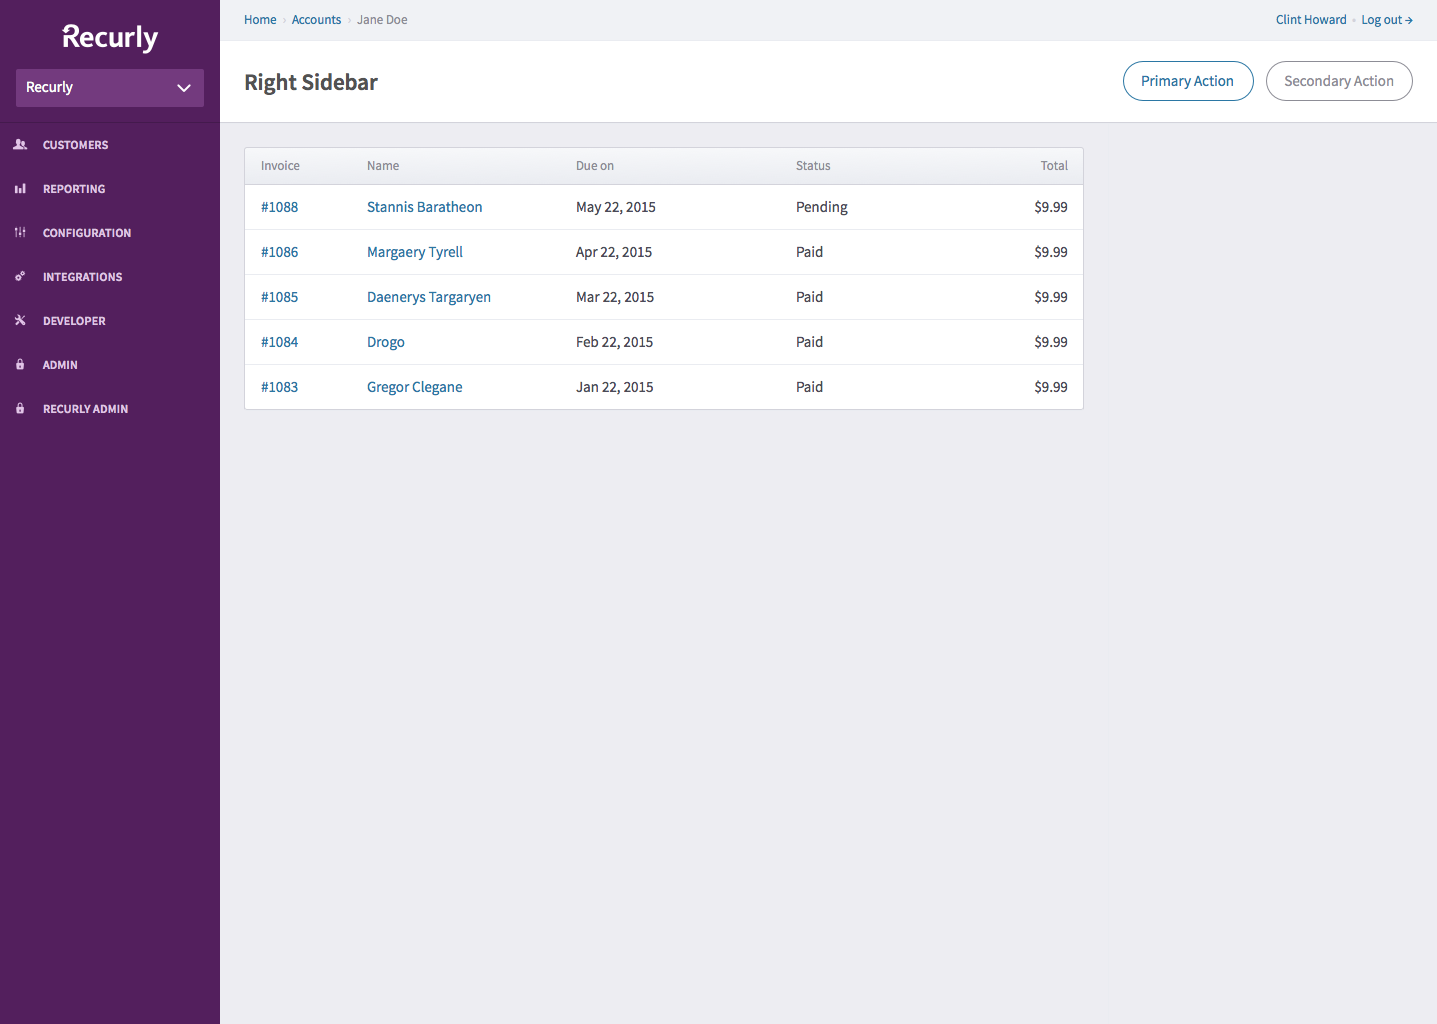 Recurly
Recurly
CUSTOMERS
REPORTING
CONFIGURATION
INTEGRATIONS
DEVELOPER
ADMIN
RECURLY ADMIN
Home › Accounts › Jane Doe
Clint Howard • Log out →
Right Sidebar
Primary Action
Secondary Action
Invoice Name Due on Status Total
#1088 Stannis Baratheon May 22, 2015 Pending $9.99
#1086 Margaery Tyrell Apr 22, 2015 Paid $9.99
#1085 Daenerys Targaryen Mar 22, 2015 Paid $9.99
#1084 Drogo Feb 22, 2015 Paid $9.99
#1083 Gregor Clegane Jan 22, 2015 Paid $9.99